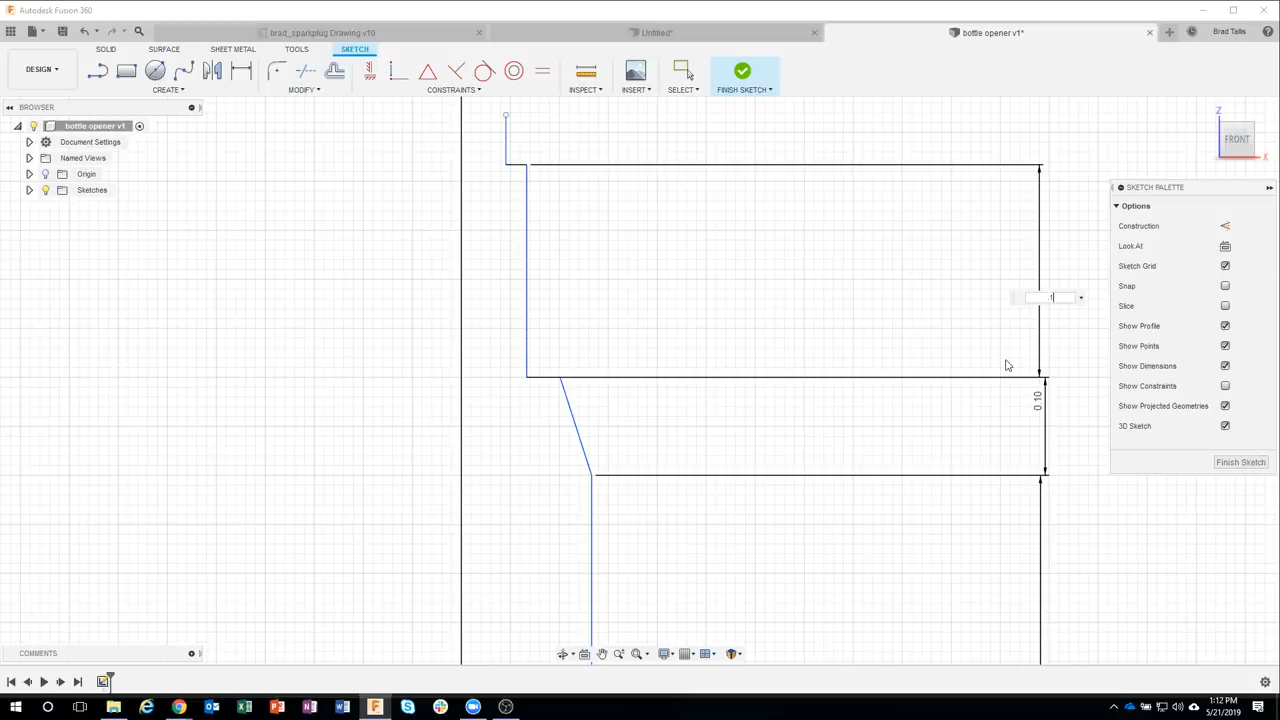 Autodesk Fusion 360
brad_sparkplug Drawing v10
Untitled*
bottle opener v1*
Brad Tallis
SOLID
SURFACE
SHEET METAL
TOOLS
SKETCH
DESIGN
CREATE
MODIFY
CONSTRAINTS
INSPECT
INSERT
SELECT
FINISH SKETCH
BROWSER
bottle opener v1
Document Settings
Named Views
Origin
Sketches
Z
FRONT
X
SKETCH PALETTE
Options
Construction
Look At
Sketch Grid
Snap
Slice
Show Profile
Show Points
Show Dimensions
Show Constraints
Show Projected Geometries
3D Sketch
Finish Sketch
.1
0.10
COMMENTS
1:12 PM
5/21/2019